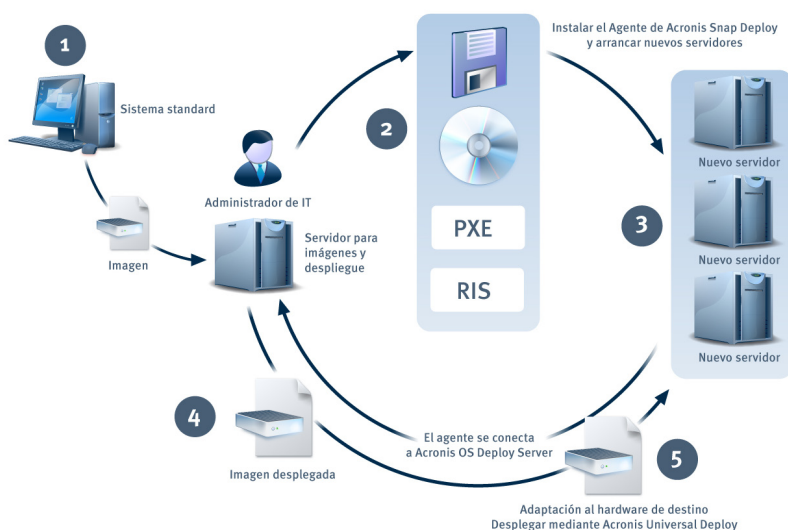 1
Sistema standard
Imagen
Administrador de IT
Servidor para
imágenes y
despliegue
2
PXE
RIS
Instalar el Agente de Acronis Snap Deploy
y arrancar nuevos servidores
3
Nuevo servidor
Nuevo servidor
Nuevo servidor
4
Imagen desplegada
El agente se conecta
a Acronis OS Deploy Server
5
Adaptación al hardware de destino
Desplegar mediante Acronis Universal Deploy